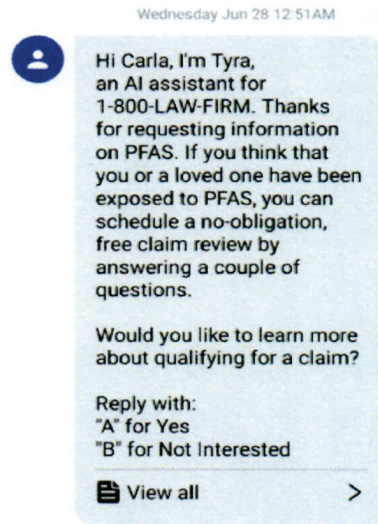 Wednesday Jun 28 12:51AM
Hi Carla, I'm Tyra,
an AI assistant for
1-800-LAW-FIRM. Thanks
for requesting information
on PFAS. If you think that
you or a loved one have been
exposed to PFAS, you can
schedule a no-obligation,
free claim review by
answering a couple of
questions.
Would you like to learn more
about qualifying for a claim?
Reply with:
"A" for Yes
"B" for Not Interested
View all